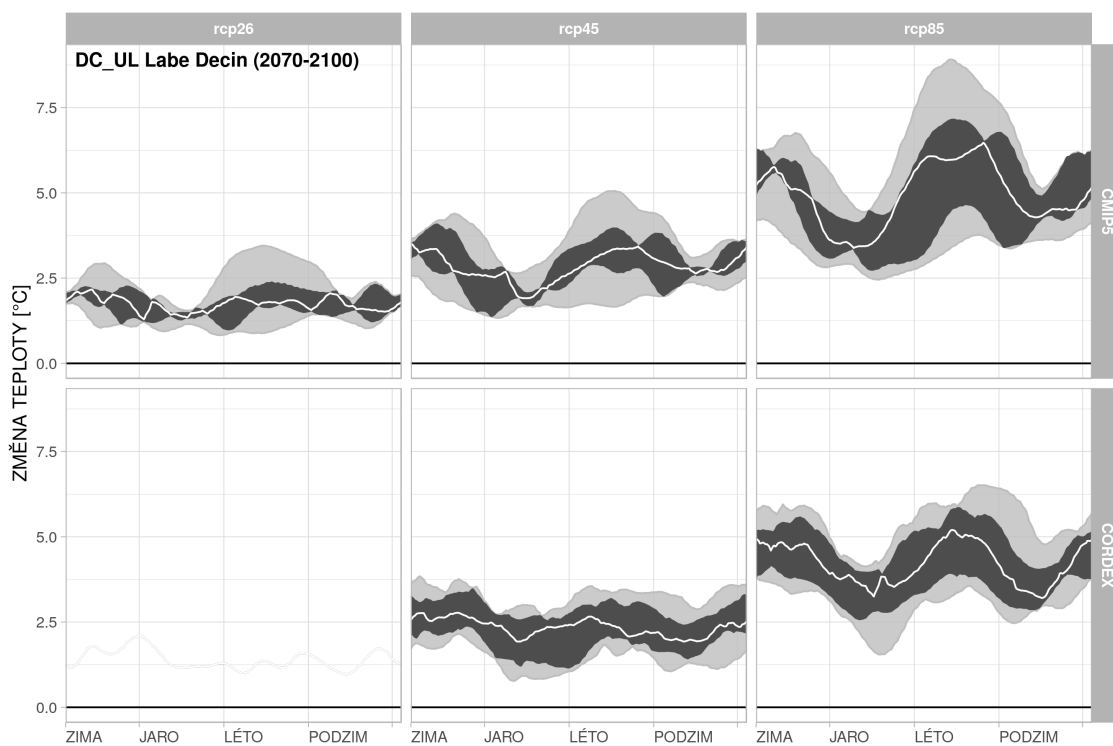 rcp26 rcp45 rcp85
DC_UL Labe Decin (2070-2100)
ZMĚNA TEPLOTY [°C]
7.5
5.0
2.5
0.0
CMIP5
7.5
5.0
2.5
0.0
CORDEX
ZIMA JARO LÉTO PODZIM ZIMA JARO LÉTO PODZIM ZIMA JARO LÉTO PODZIM